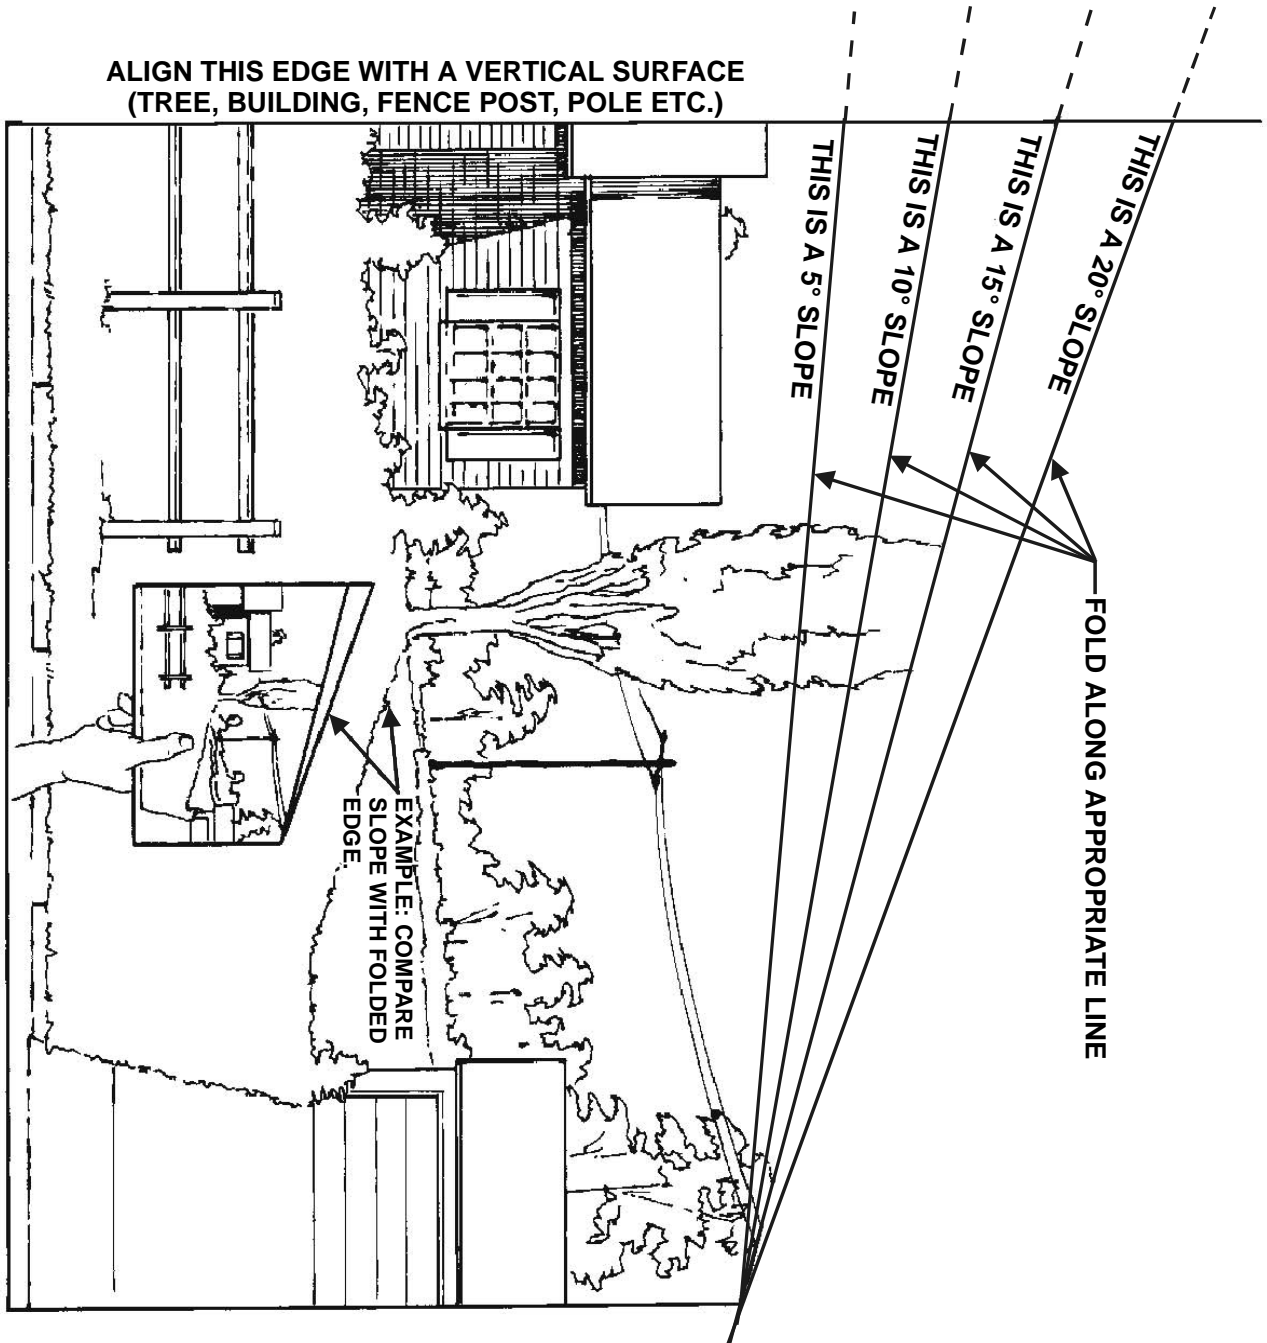 ALIGN THIS EDGE WITH A VERTICAL SURFACE
(TREE, BUILDING, FENCE POST, POLE ETC.)
THIS IS A 5° SLOPE
THIS IS A 10° SLOPE
THIS IS A 15° SLOPE
THIS IS A 20° SLOPE
FOLD ALONG APPROPRIATE LINE
EXAMPLE: COMPARE
SLOPE WITH FOLDED
EDGE.